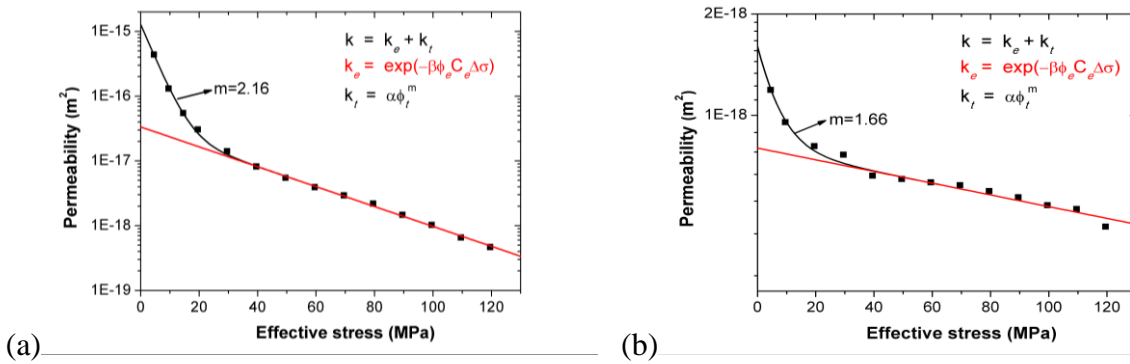 1E-15
1E-16
1E-17
1E-18
1E-19
Permeability (m²)
k = kₑ + kₜ
kₑ = exp(−βϕₑCₑΔσ)
kₜ = αϕₜᵐ
m=2.16
0 20 40 60 80 100 120
Effective stress (MPa)
(a)
2E-18
1E-18
Permeability (m²)
k = kₑ + kₜ
kₑ = exp(−βϕₑCₑΔσ)
kₜ = αϕₜᵐ
m=1.66
0 20 40 60 80 100 120
Effective stress (MPa)
(b)